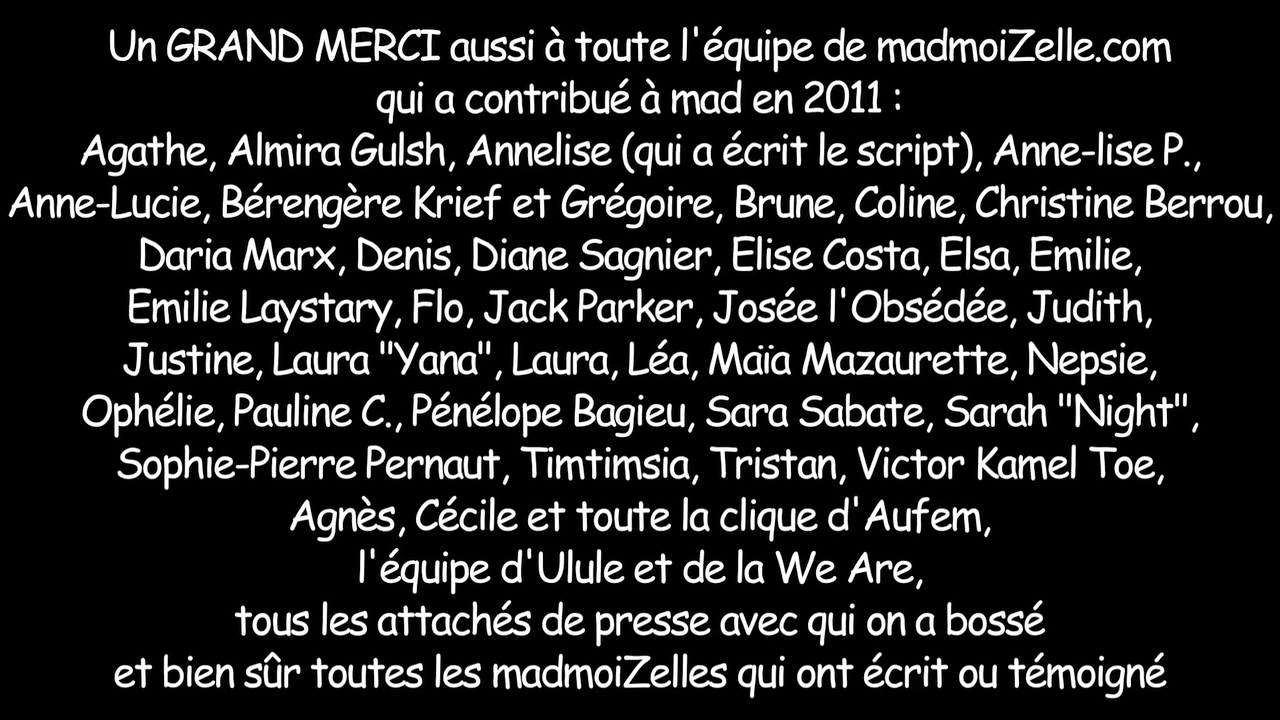 Un GRAND MERCI aussi à toute l'équipe de madmoiZelle.com
qui a contribué à mad en 2011 :
Agathe, Almira Gulsh, Annelise (qui a écrit le script), Anne-lise P.,
Anne-Lucie, Bérengère Krief et Grégoire, Brune, Coline, Christine Berrou,
Daria Marx, Denis, Diane Sagnier, Elise Costa, Elsa, Emilie,
Emilie Laystary, Flo, Jack Parker, Josée l'Obsédée, Judith,
Justine, Laura "Yana", Laura, Léa, Maïa Mazaurette, Nepsie,
Ophélie, Pauline C., Pénélope Bagieu, Sara Sabate, Sarah "Night",
Sophie-Pierre Pernaut, Timtimsia, Tristan, Victor Kamel Toe,
Agnès, Cécile et toute la clique d'Aufem,
l'équipe d'Ulule et de la We Are,
tous les attachés de presse avec qui on a bossé
et bien sûr toutes les madmoiZelles qui ont écrit ou témoigné